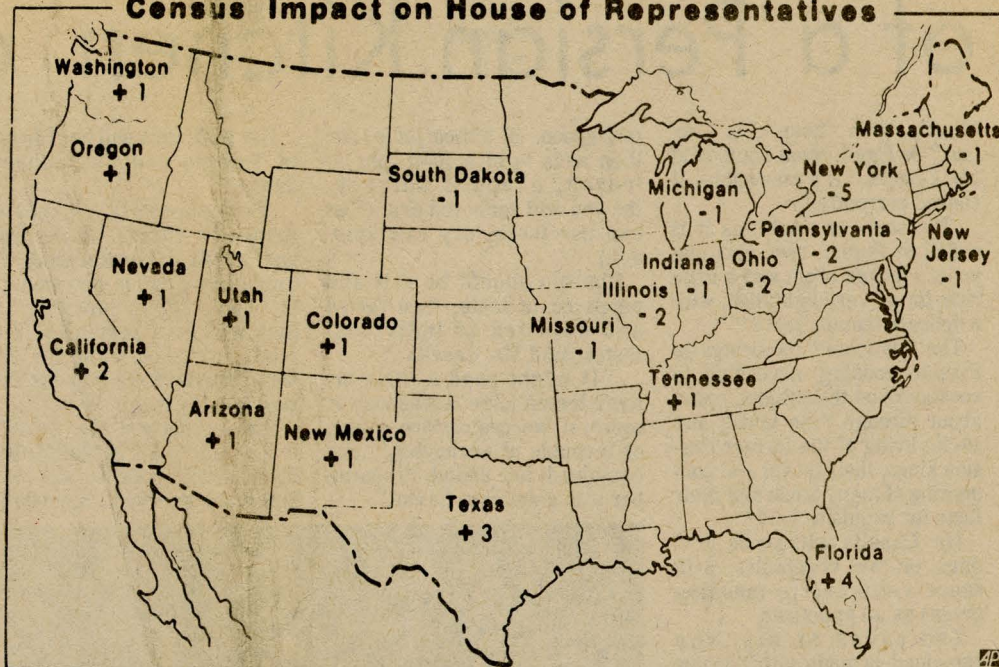 Census Impact on House of Representatives
Washington
+ 1
Oregon
+ 1
Nevada
+ 1
California
+ 2
Utah
+ 1
Arizona
+ 1
Colorado
+ 1
New Mexico
+ 1
Texas
+ 3
South Dakota
- 1
Missouri
- 1
Illinois
- 2
Michigan
- 1
Indiana
- 1
Ohio
- 2
Tennessee
+ 1
Florida
+ 4
Pennsylvania
- 2
New York
- 5
Massachusetts
- 1
New
Jersey
- 1
AP